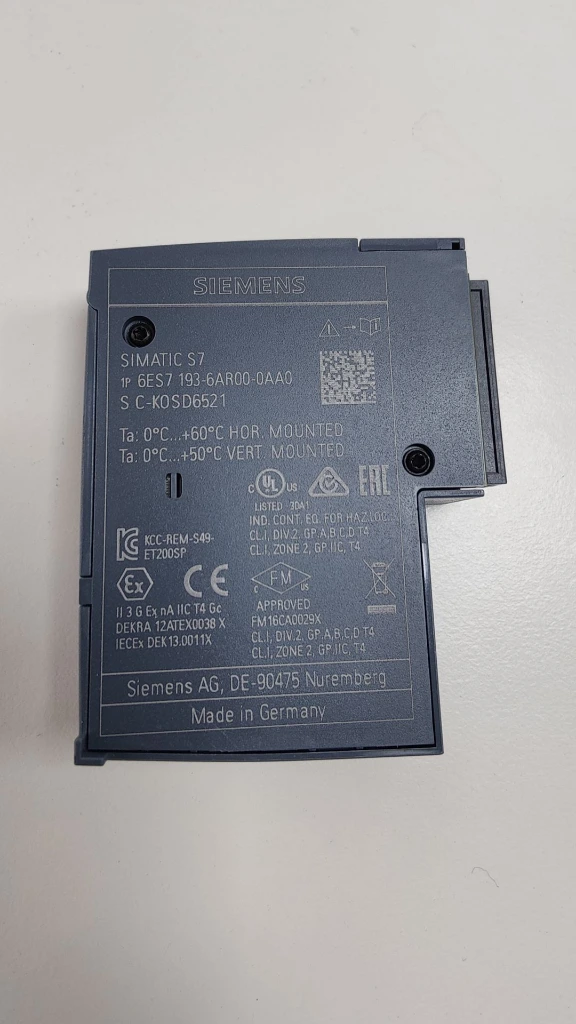 SIEMENS
SIMATIC S7
1P 6ES7 193-6AR00-0AA0
S C-K0SD6521
Ta: 0°C...+60°C HOR. MOUNTED
Ta: 0°C...+50°C VERT. MOUNTED
C UL US
EAC
LISTED 30A1
IND. CONT. EQ. FOR HAZ.LOC.
CL.I, DIV.2, GP.A,B,C,D T4
CL.I, ZONE 2, GP.IIC, T4
KCC-REM-S49-
ET200SP
Ex
CE
C FM US
APPROVED
FM16CA0029X
CL.I, DIV.2, GP.A,B,C,D T4
CL.I, ZONE 2, GP.IIC, T4
II 3 G Ex nA IIC T4 Gc
DEKRA 12ATEX0038 X
IECEx DEK13.0011X
Siemens AG, DE-90475 Nuremberg
Made in Germany